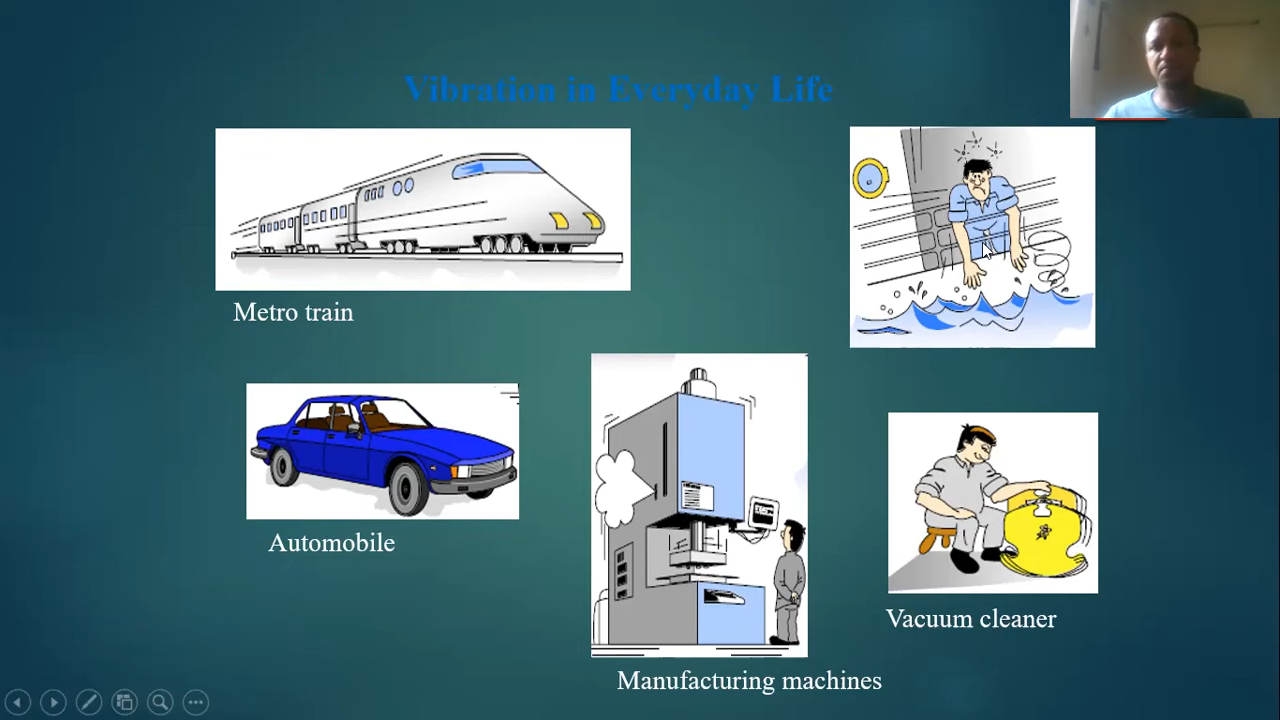 Vibration in Everyday Life
Metro train
Automobile
Manufacturing machines
Vacuum cleaner